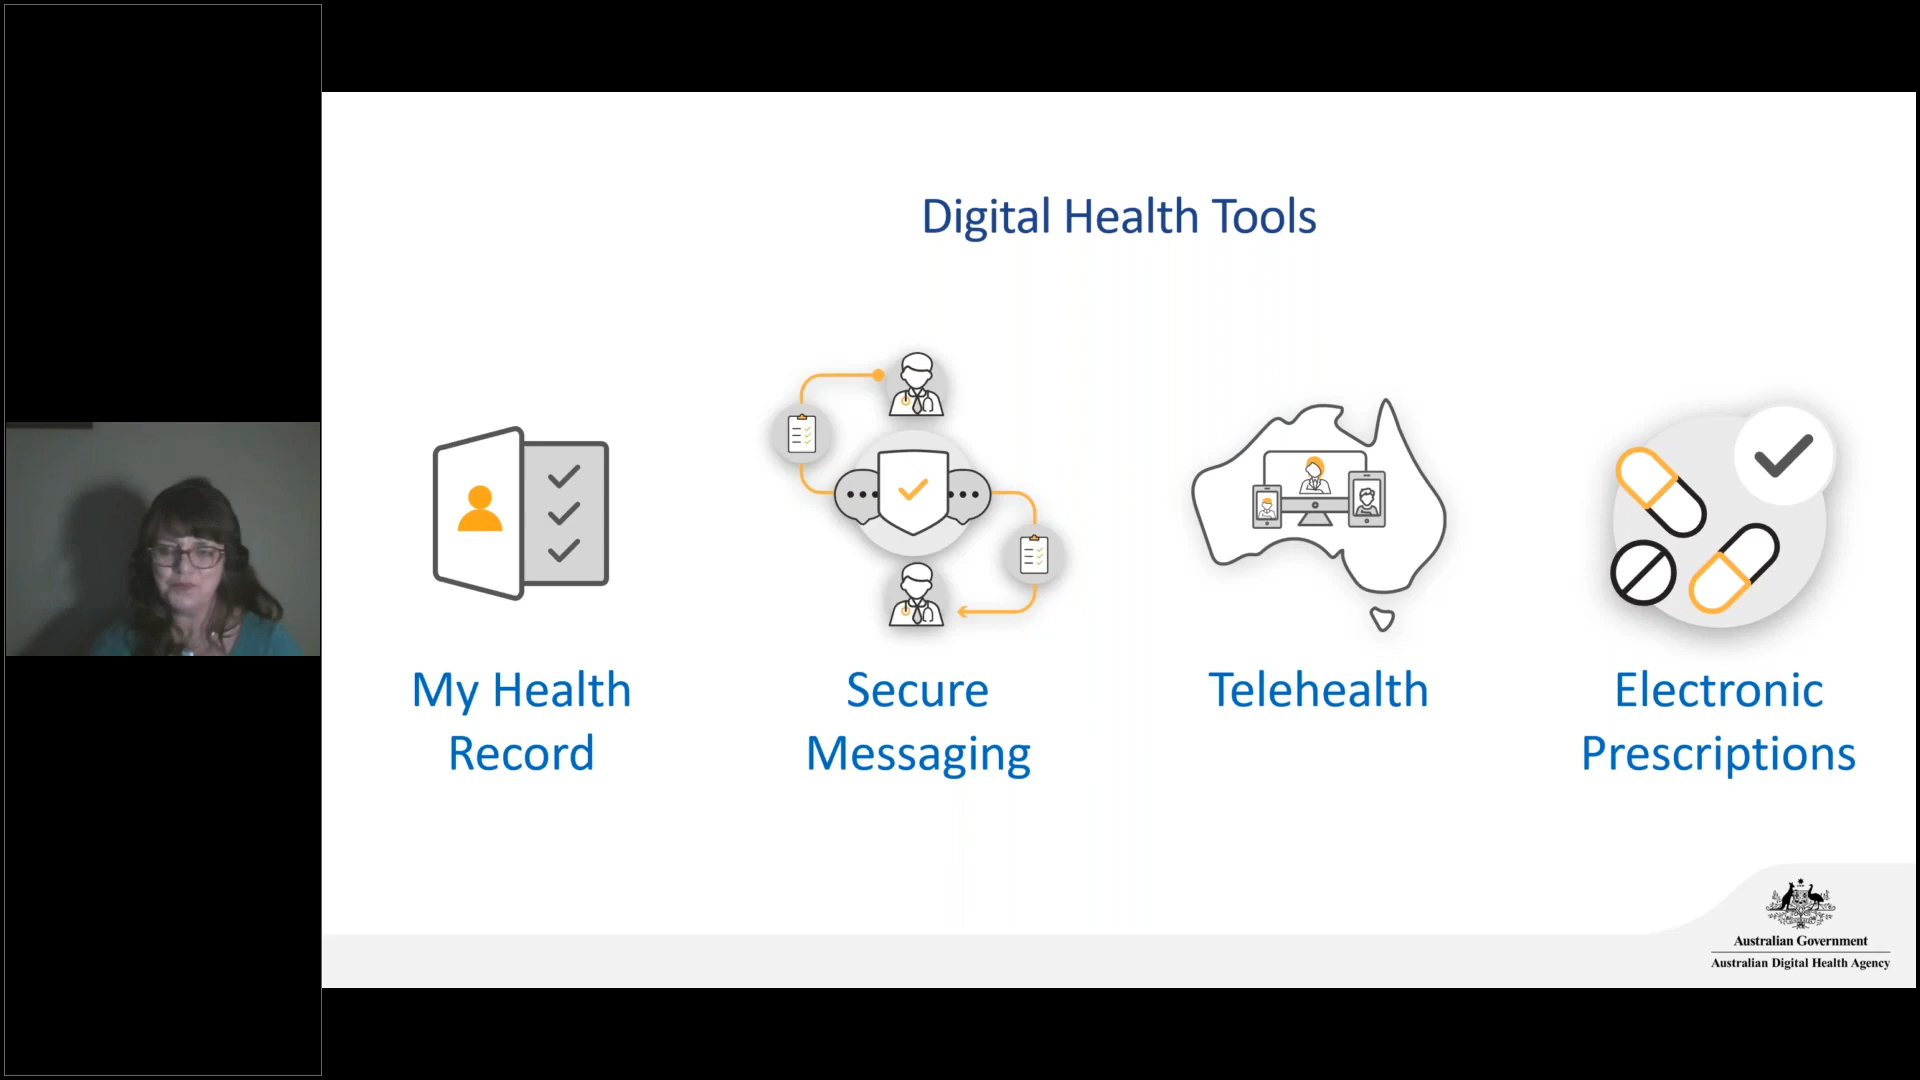 Digital Health Tools
My Health
Record
Secure
Messaging
Telehealth
Electronic
Prescriptions
Australian Government
Australian Digital Health Agency